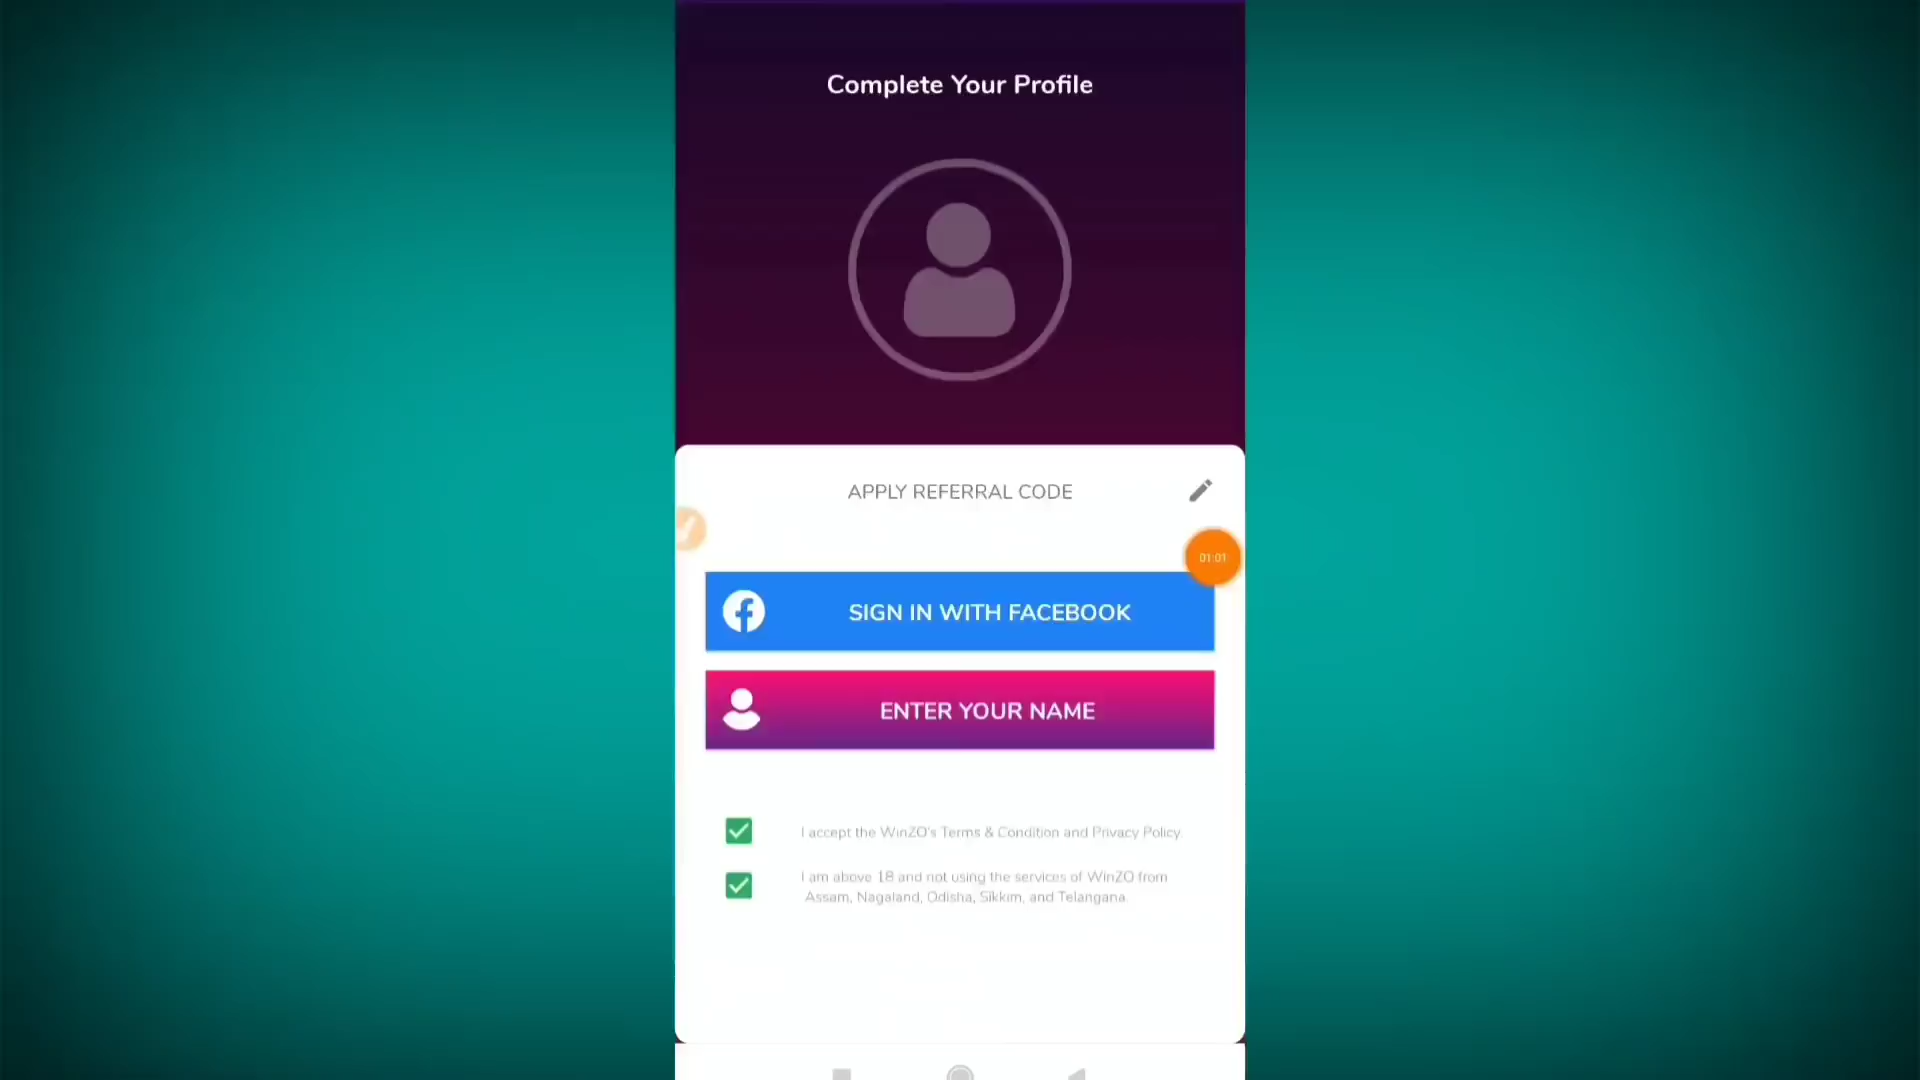 Complete Your Profile
APPLY REFERRAL CODE
01:01
SIGN IN WITH FACEBOOK
ENTER YOUR NAME
I accept the WinZO's Terms & Condition and Privacy Policy.
I am above 18 and not using the services of WinZO from
Assam, Nagaland, Odisha, Sikkim, and Telangana.